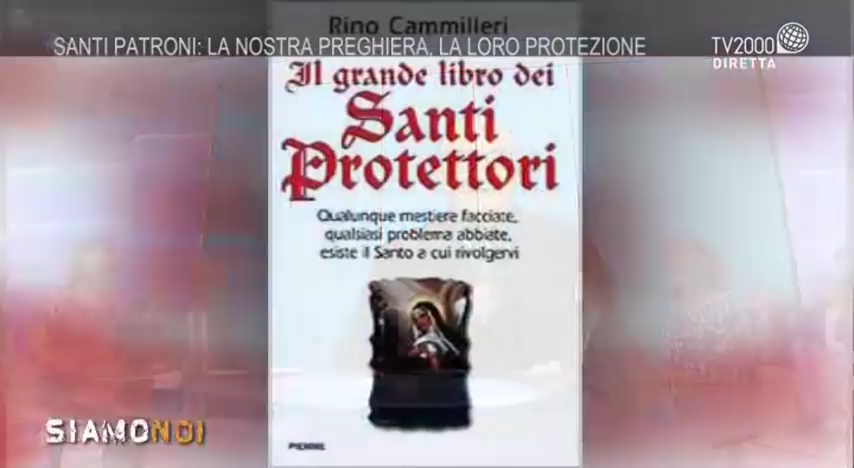 Rino Cammilleri
SANTI PATRONI: LA NOSTRA PREGHIERA, LA LORO PROTEZIONE
TV2000
DIRETTA
Il grande libro dei
Santi
Protettori
Qualunque mestiere facciate,
qualsiasi problema abbiate,
esiste il Santo a cui rivolgervi
SIAMONOI
PIEMME